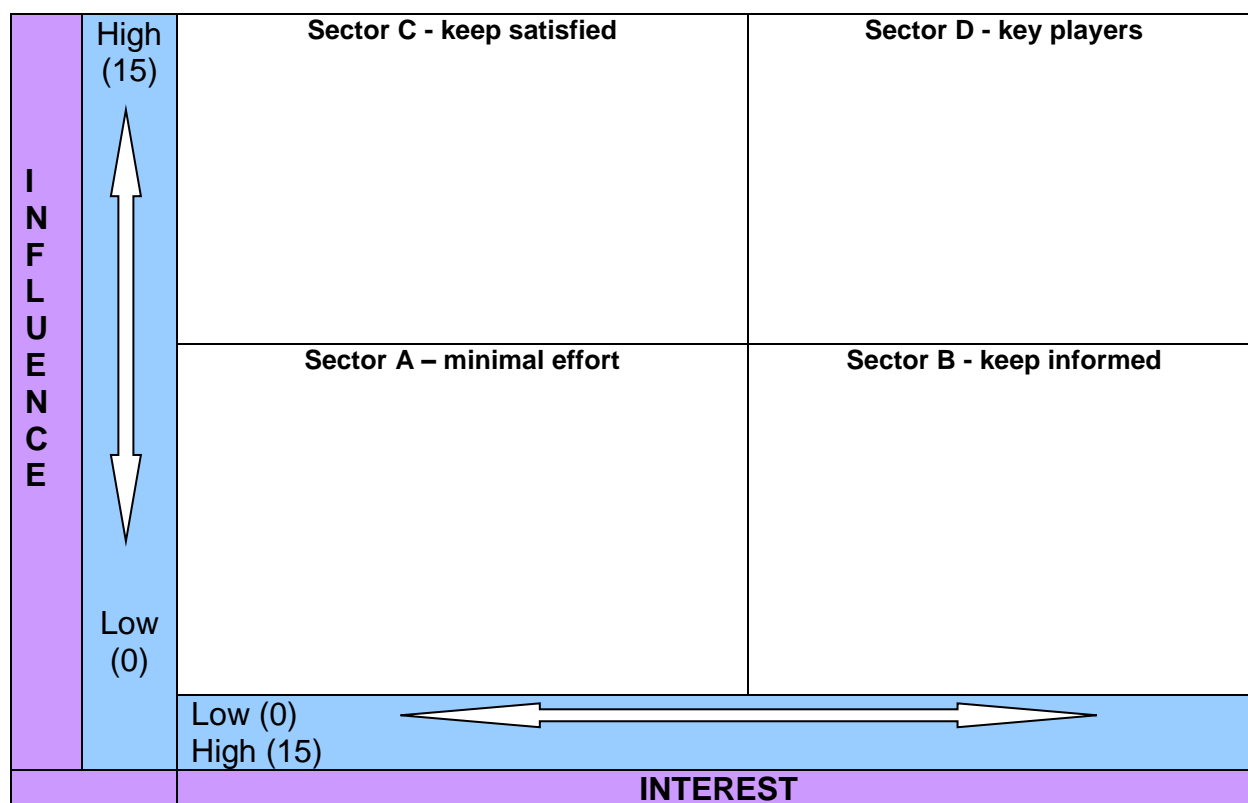 INFLUENCE
High
(15)
Low
(0)
Sector C - keep satisfied
Sector D - key players
Sector A – minimal effort
Sector B - keep informed
Low (0)
High (15)
INTEREST